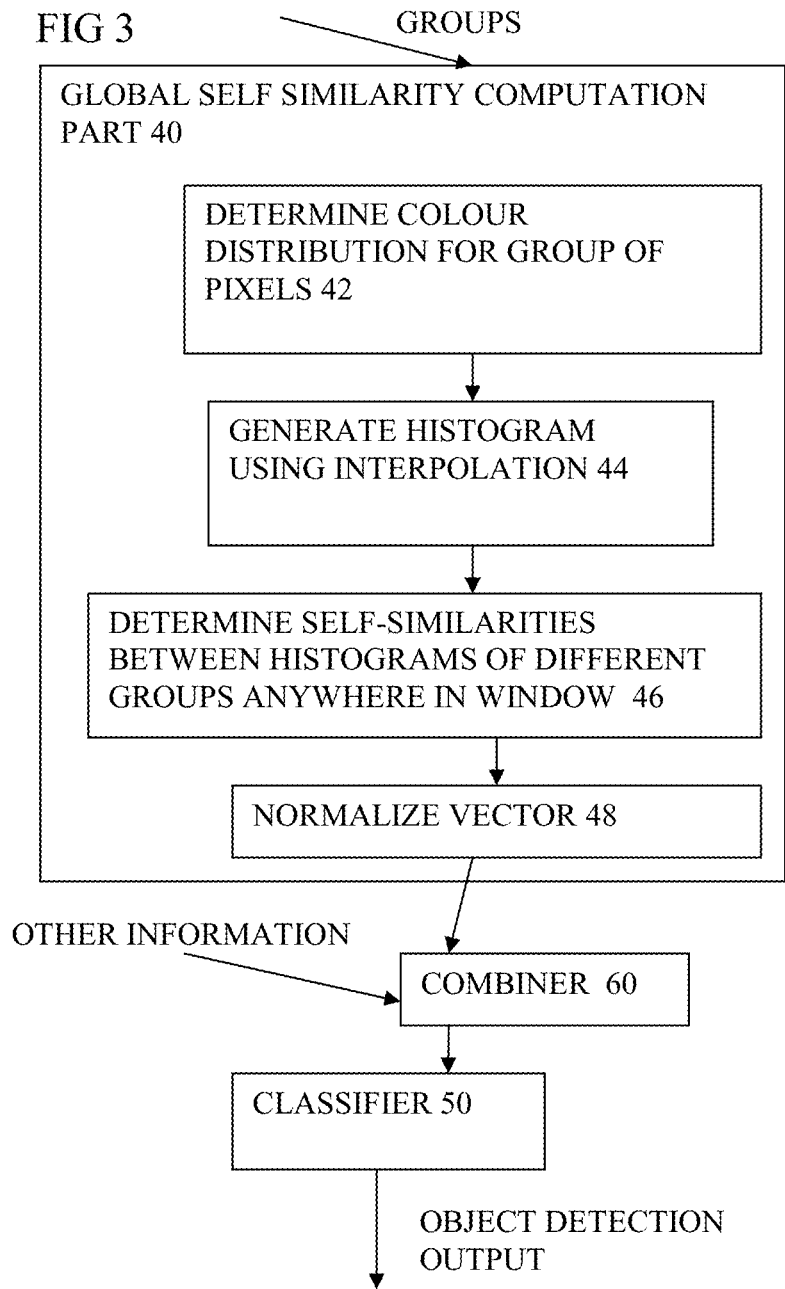 FIG 3
GROUPS
GLOBAL SELF SIMILARITY COMPUTATION
PART 40
DETERMINE COLOUR
DISTRIBUTION FOR GROUP OF
PIXELS 42
GENERATE HISTOGRAM
USING INTERPOLATION 44
DETERMINE SELF-SIMILARITIES
BETWEEN HISTOGRAMS OF DIFFERENT
GROUPS ANYWHERE IN WINDOW 46
NORMALIZE VECTOR 48
OTHER INFORMATION
COMBINER 60
CLASSIFIER 50
OBJECT DETECTION
OUTPUT